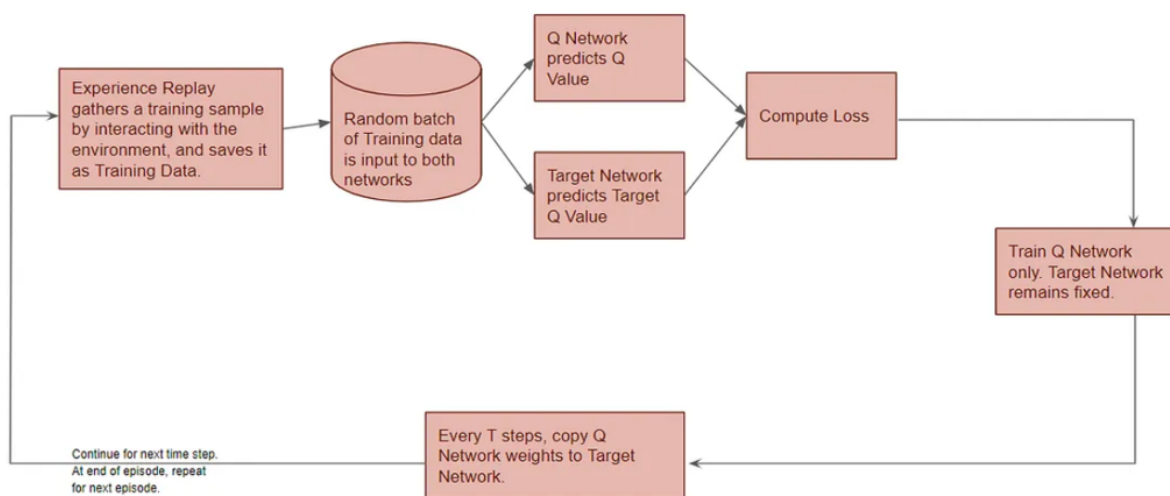 Experience Replay
gathers a training sample
by interacting with the
environment, and saves it
as Training Data.
Random batch
of Training data
is input to both
networks
Q Network
predicts Q
Value
Target Network
predicts Target
Q Value
Compute Loss
Train Q Network
only. Target Network
remains fixed.
Every T steps, copy Q
Network weights to Target
Network.
Continue for next time step.
At end of episode, repeat
for next episode.